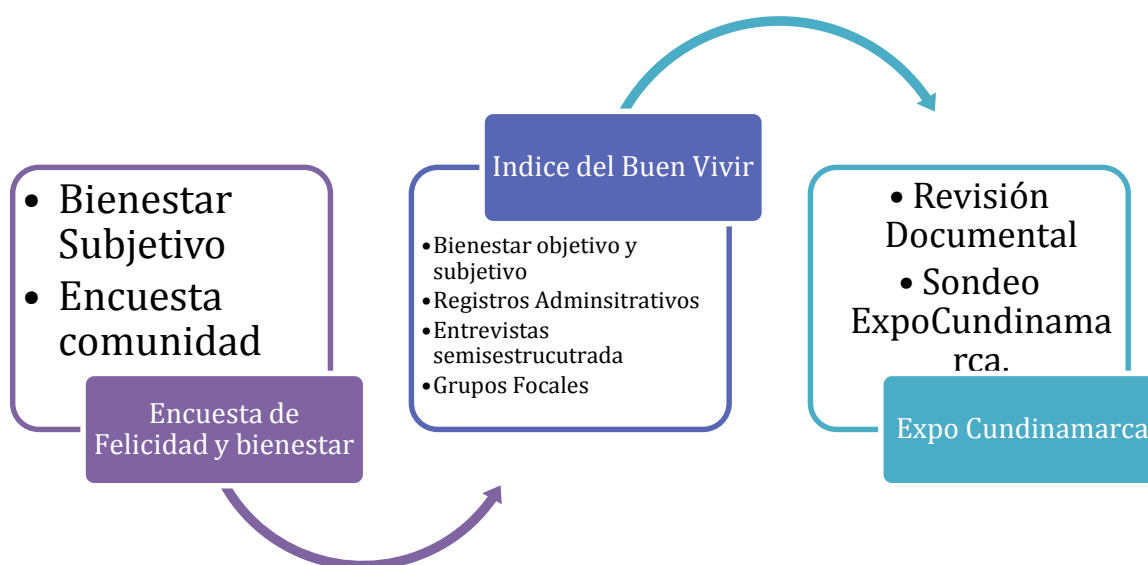 • Bienestar
Subjetivo
• Encuesta
comunidad
Encuesta de
Felicidad y bienestar
Indice del Buen Vivir
•Bienestar objetivo y
subjetivo
•Registros Adminsitrativos
•Entrevistas
semisestrucutrada
•Grupos Focales
• Revisión
Documental
• Sondeo
ExpoCundinama
rca.
Expo Cundinamarca